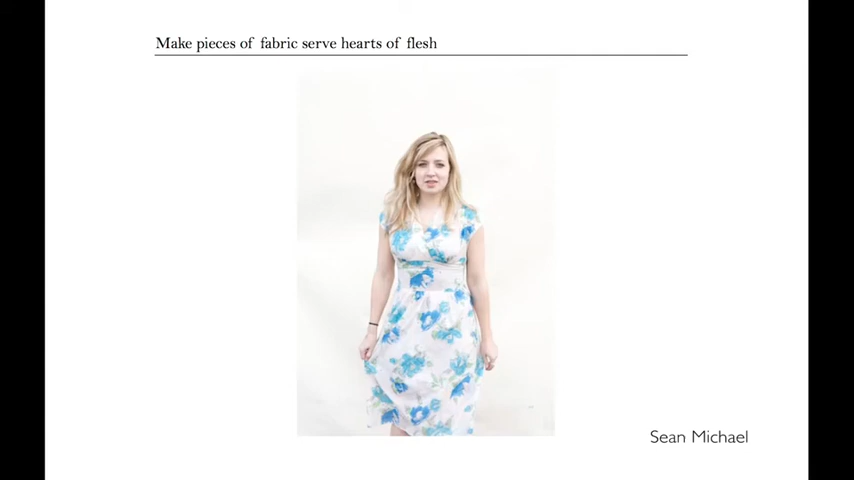 Make pieces of fabric serve hearts of flesh
Sean Michael